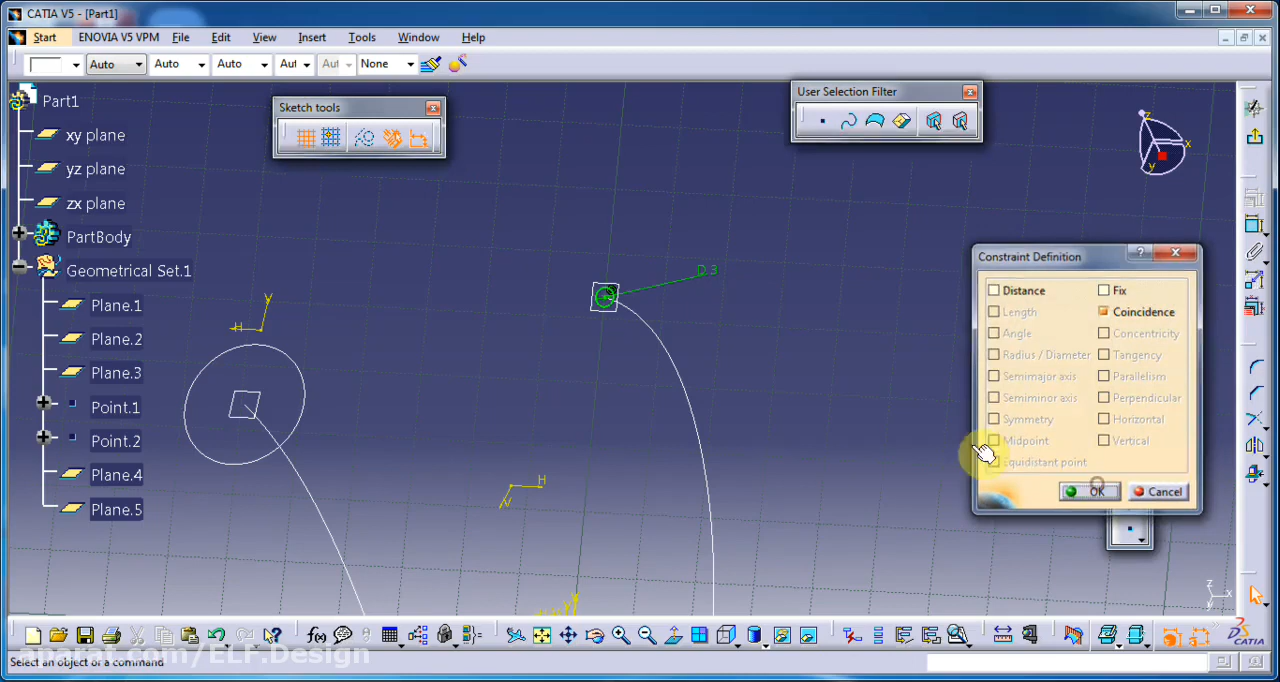 CATIA V5 - [Part1]
Start ENOVIA V5 VPM File Edit View Insert Tools Window Help
Auto Auto Auto Aut Aut None
Sketch tools
User Selection Filter
Part1
xy plane
yz plane
zx plane
PartBody
Geometrical Set.1
Plane.1
Plane.2
Plane.3
Point.1
Point.2
Plane.4
Plane.5
y
H
D 3
H
V
z
x
y
Constraint Definition
Distance Fix
Length Coincidence
Angle Concentricity
Radius / Diameter Tangency
Semimajor axis Parallelism
Semiminor axis Perpendicular
Symmetry Horizontal
Midpoint Vertical
Equidistant point
OK Cancel
z
x
y
f(x)
CATIA
Select an object or a command
aparat.com/ELF.Design